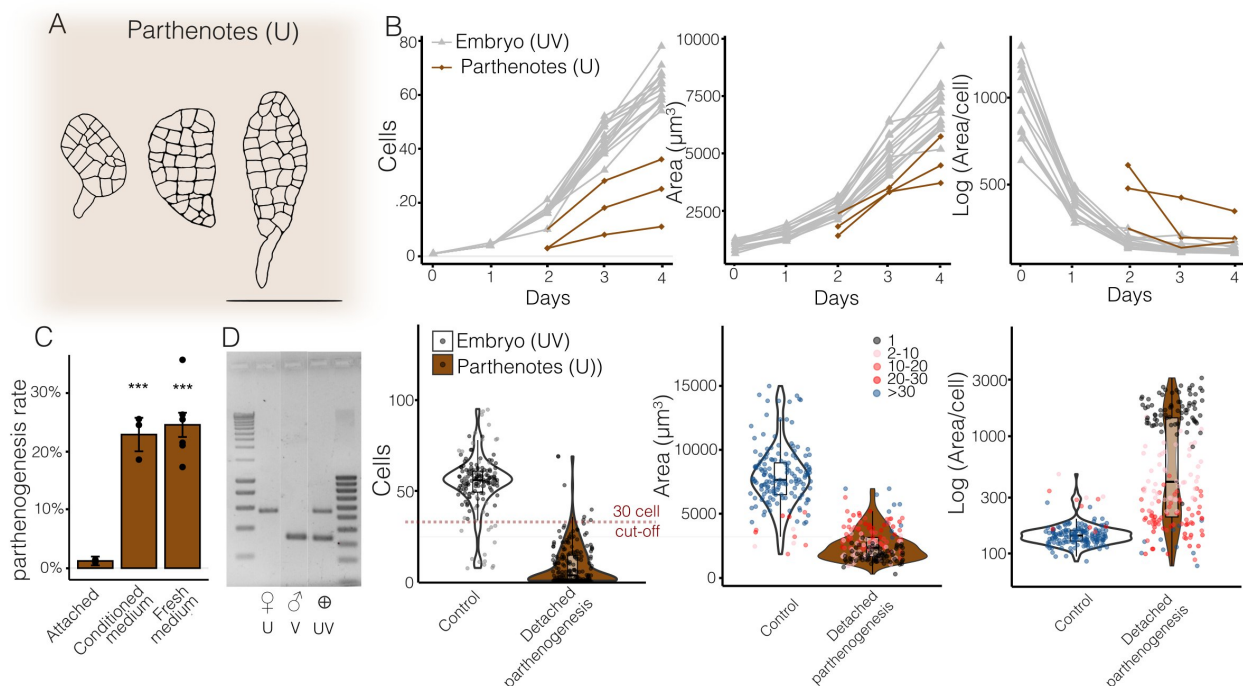 A
Parthenotes (U)
B
Embryo (UV)
Parthenotes (U)
Cells
80
60
40
.20
0
0 1 2 3 4
Days
Area (µm³)
10000
7500
5000
2500
0 1 2 3 4
Days
Log (Area/cell)
1000
500
0 1 2 3 4
Days
C
parthenogenesis rate
30%
20%
10%
0%
***
***
Attached
Conditioned
medium
Fresh
medium
D
♀ ♂ ⊕
U V UV
Embryo (UV)
Parthenotes (U))
Cells
100
50
0
30 cell
cut-off
Control
Detached
parthenogenesis
Area (µm³)
15000
10000
5000
0
1
2-10
10-20
20-30
>30
Control
Detached
parthenogenesis
Log (Area/cell)
3000
1000
300
100
Control
Detached
parthenogenesis